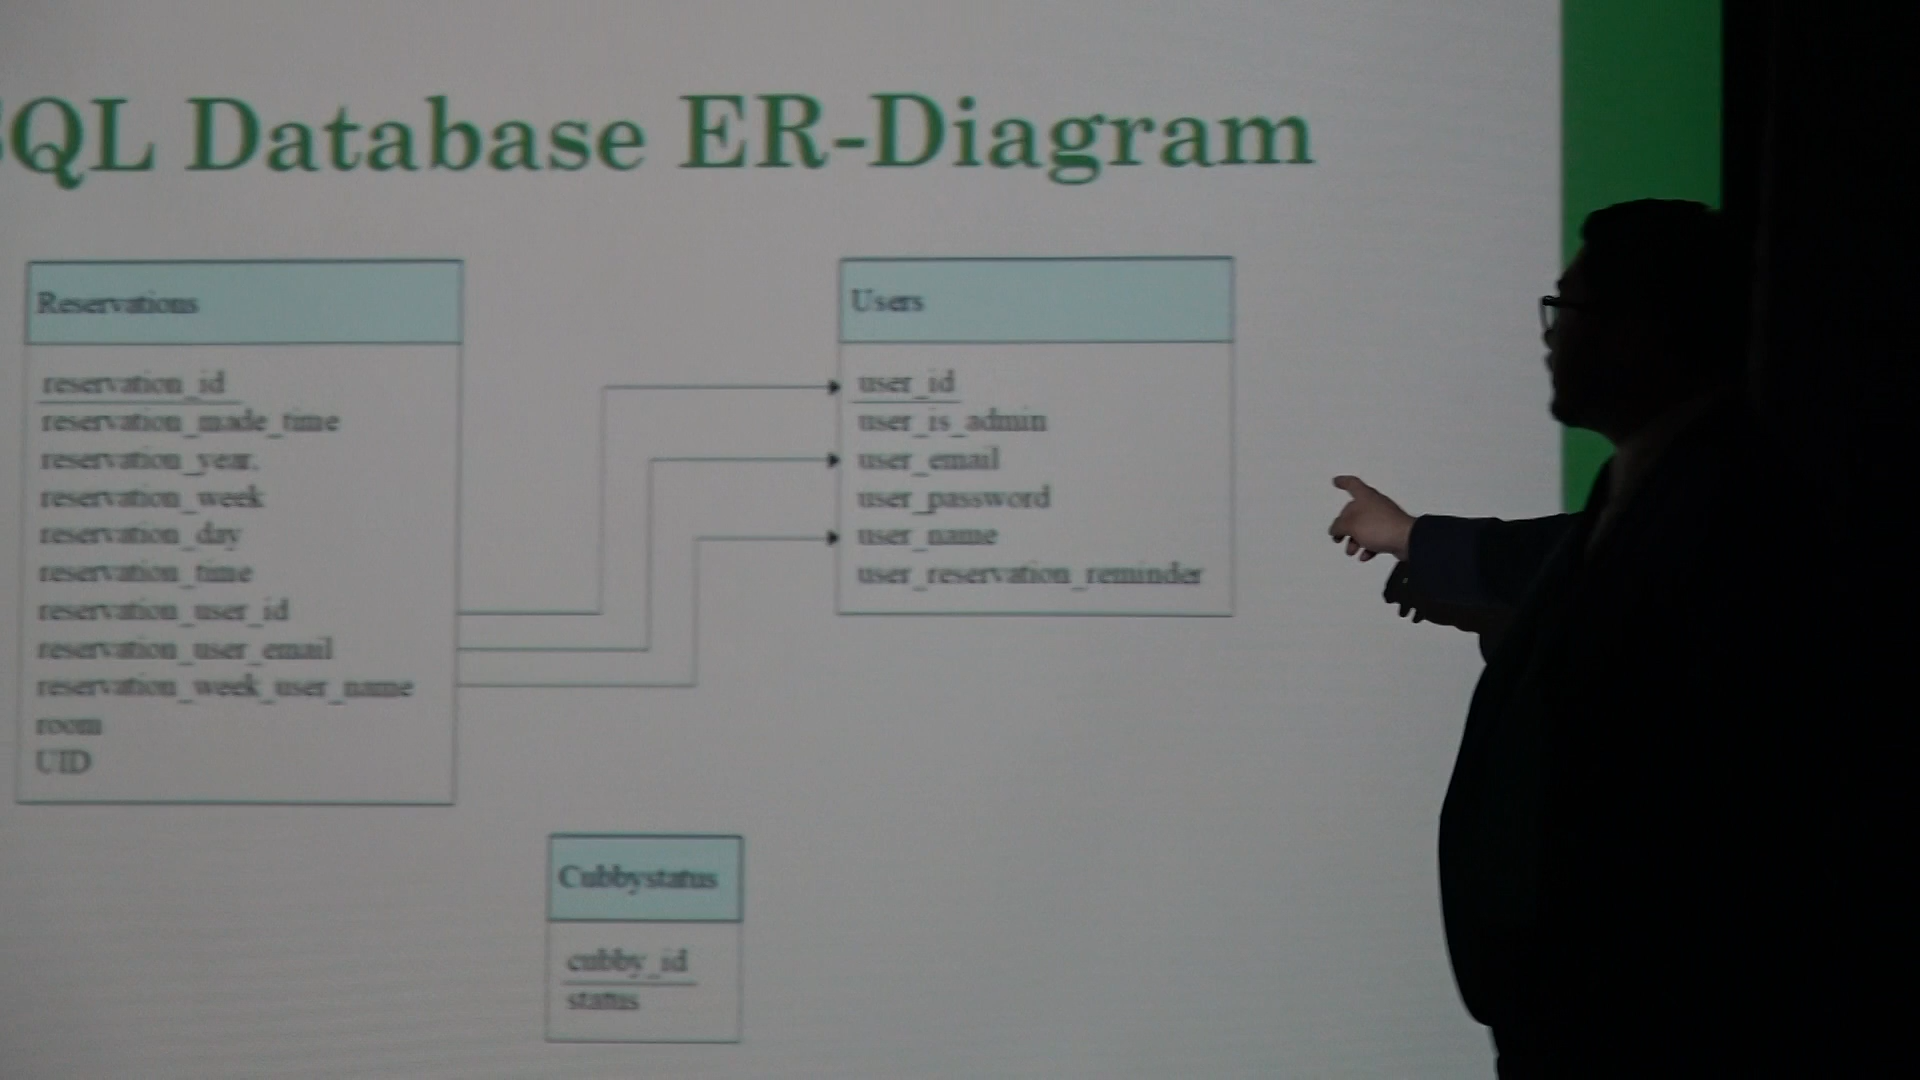 SQL Database ER-Diagram
Reservations
reservation_id
reservation_made_time
reservation_year.
reservation_week
reservation_day
reservation_time
reservation_user_id
reservation_user_email
reservation_week_user_name
room
UID
Users
user_id
user_is_admin
user_email
user_password
user_name
user_reservation_reminder
Cubbystatus
cubby_id
status